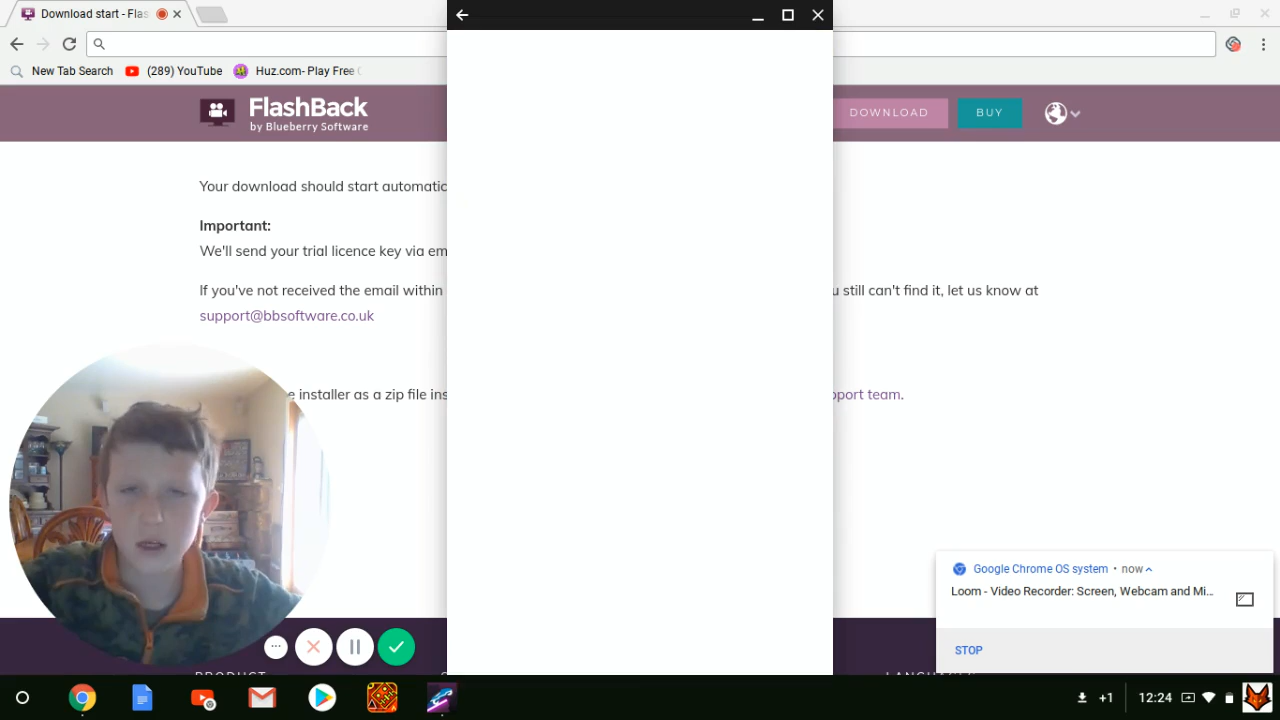 Download start - Flas
New Tab Search
(289) YouTube
Huz.com- Play Free
FlashBack
by Blueberry Software
DOWNLOAD
BUY
Your download should start automatic
Important:
We'll send your trial licence key via em
If you've not received the email within
u still can't find it, let us know at
support@bbsoftware.co.uk
e installer as a zip file ins
pport team.
Google Chrome OS system • now
Loom - Video Recorder: Screen, Webcam and Mi...
STOP
PRODUCT
LANGUAGES
+1
12:24